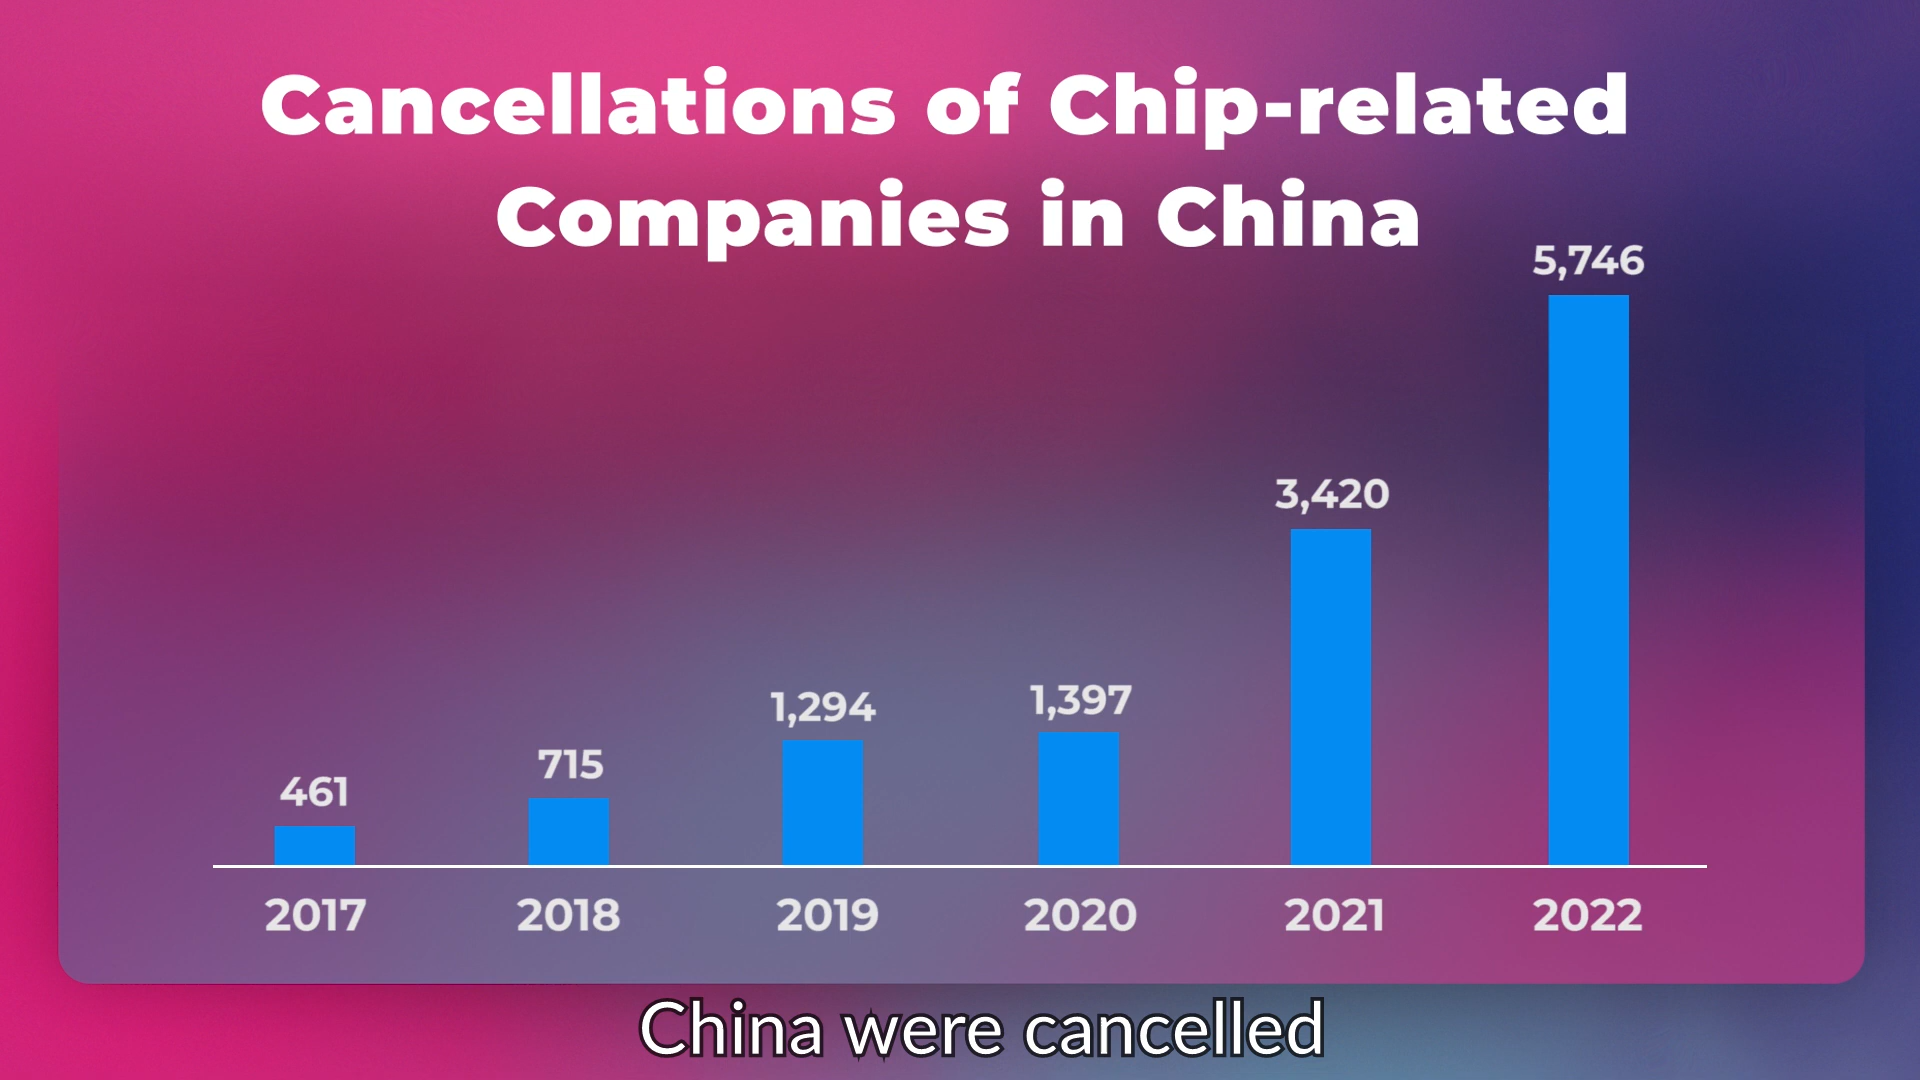 Cancellations of Chip-related
Companies in China
5,746
3,420
1,294
1,397
715
461
2017 2018 2019 2020 2021 2022
China were cancelled